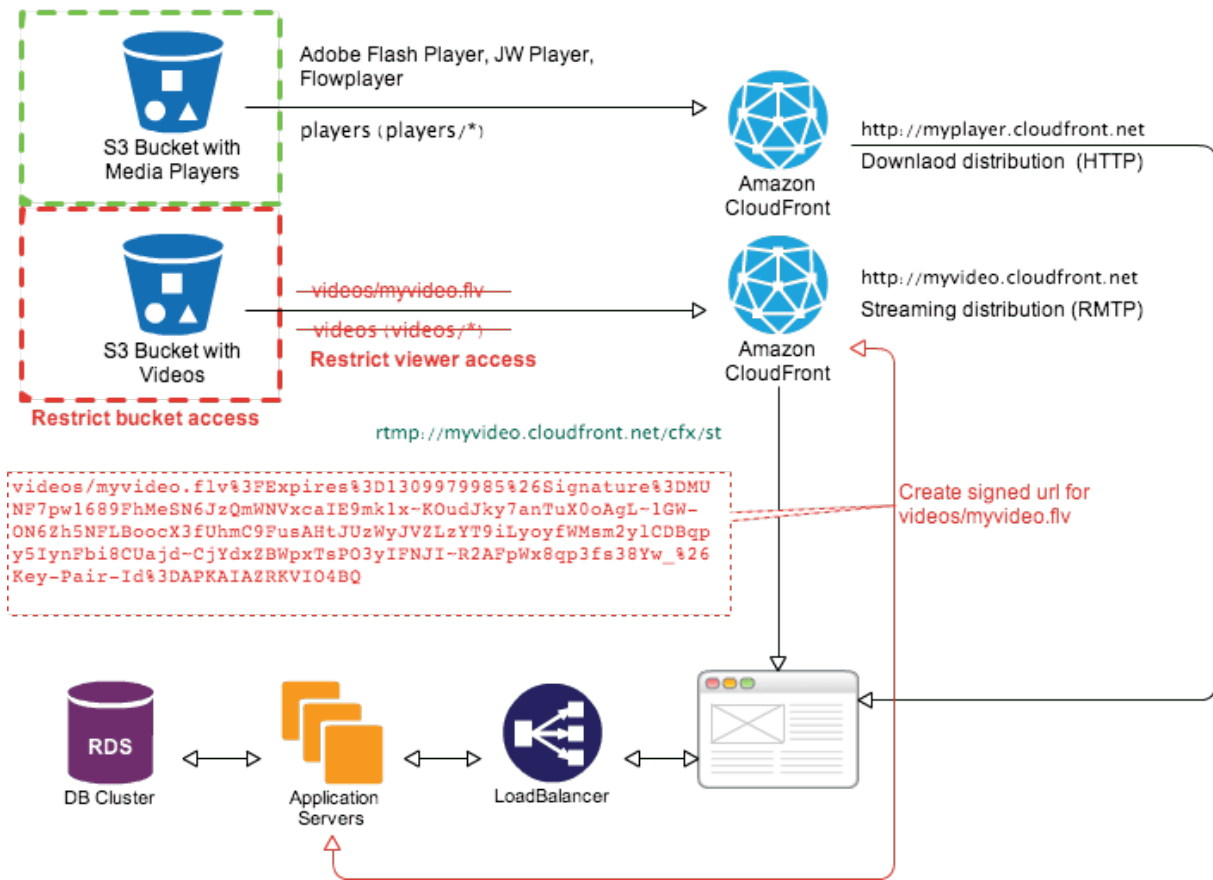 Adobe Flash Player, JW Player,
Flowplayer
players (players/*)
S3 Bucket with
Media Players
Amazon
CloudFront
http://myplayer.cloudfront.net
Downlaod distribution (HTTP)
videos/myvideo.flv
videos (videos/*)
Restrict viewer access
S3 Bucket with
Videos
Restrict bucket access
Amazon
CloudFront
http://myvideo.cloudfront.net
Streaming distribution (RMTP)
rtmp://myvideo.cloudfront.net/cfx/st
videos/myvideo.flv%3FExpires%3D1309979985%26Signature%3DMU
NF7pw1689FhMeSN6JzQmWNVxcaIE9mk1x~KOudJky7anTuX0oAgL~1GW-
ON6Zh5NFLBoocX3fUhmC9FusAHtJUzWyJVZLzYT9iLyoyfWMsm2ylCDBqp
y5IynFbi8CUajd~CjYdxZBWpxTsPO3yIFNJI~R2AFpWx8qp3fs38Yw_%26
Key-Pair-Id%3DAPKAIAZRKVIO4BQ
Create signed url for
videos/myvideo.flv
RDS
DB Cluster
Application
Servers
LoadBalancer